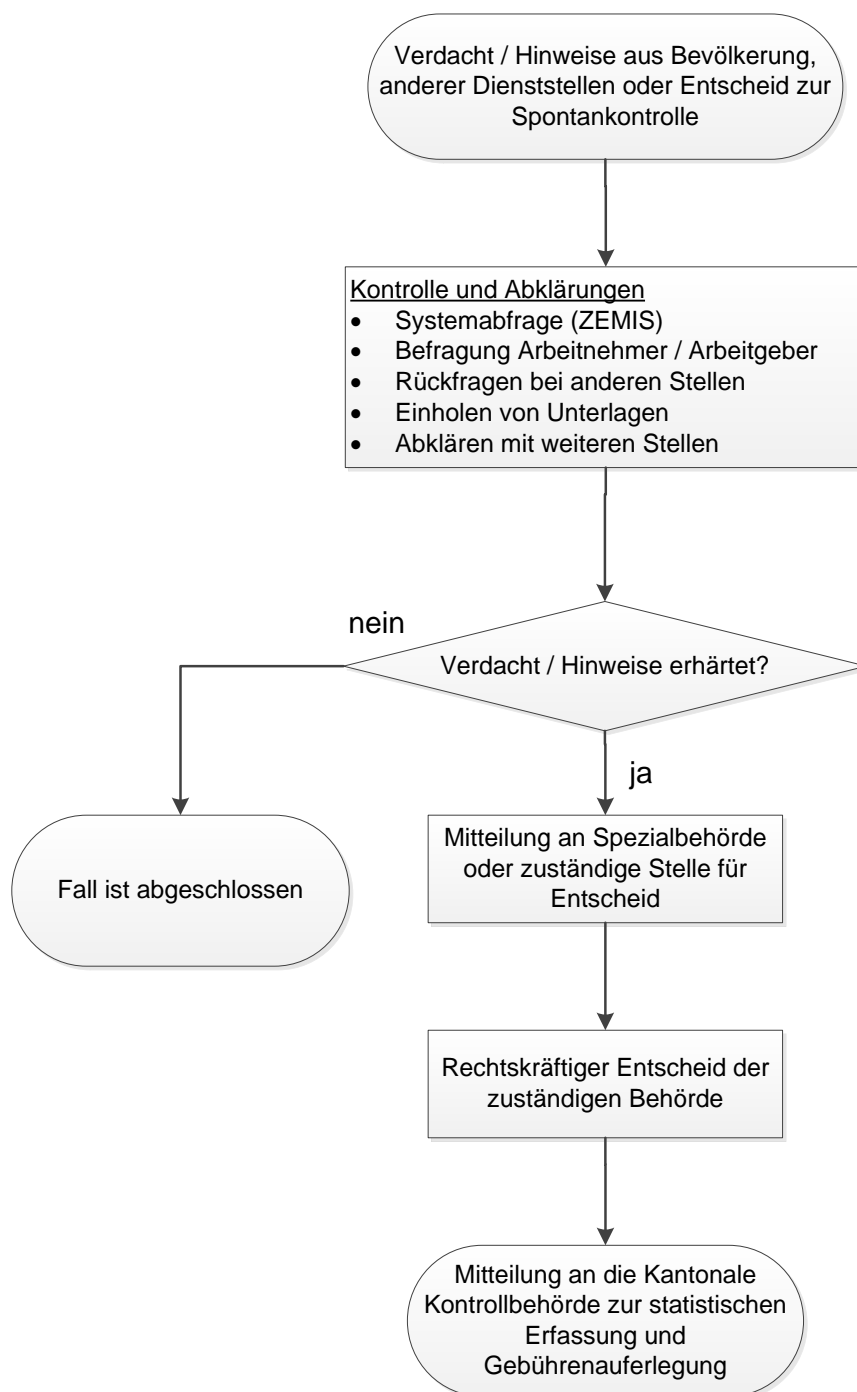 Verdacht / Hinweise aus Bevölkerung,
anderer Dienststellen oder Entscheid zur
Spontankontrolle
Kontrolle und Abklärungen
• Systemabfrage (ZEMIS)
• Befragung Arbeitnehmer / Arbeitgeber
• Rückfragen bei anderen Stellen
• Einholen von Unterlagen
• Abklären mit weiteren Stellen
nein
Verdacht / Hinweise erhärtet?
ja
Mitteilung an Spezialbehörde
oder zuständige Stelle für
Entscheid
Fall ist abgeschlossen
Rechtskräftiger Entscheid der
zuständigen Behörde
Mitteilung an die Kantonale
Kontrollbehörde zur statistischen
Erfassung und
Gebührenauferlegung